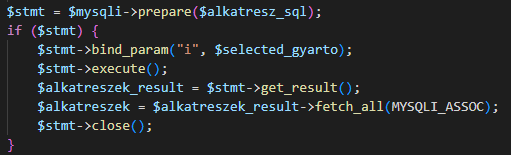 $stmt = $mysqli->prepare($alkatresz_sql);
if ($stmt) {
    $stmt->bind_param("i", $selected_gyarto);
    $stmt->execute();
    $alkatreszek_result = $stmt->get_result();
    $alkatreszek = $alkatreszek_result->fetch_all(MYSQLI_ASSOC);
    $stmt->close();
}